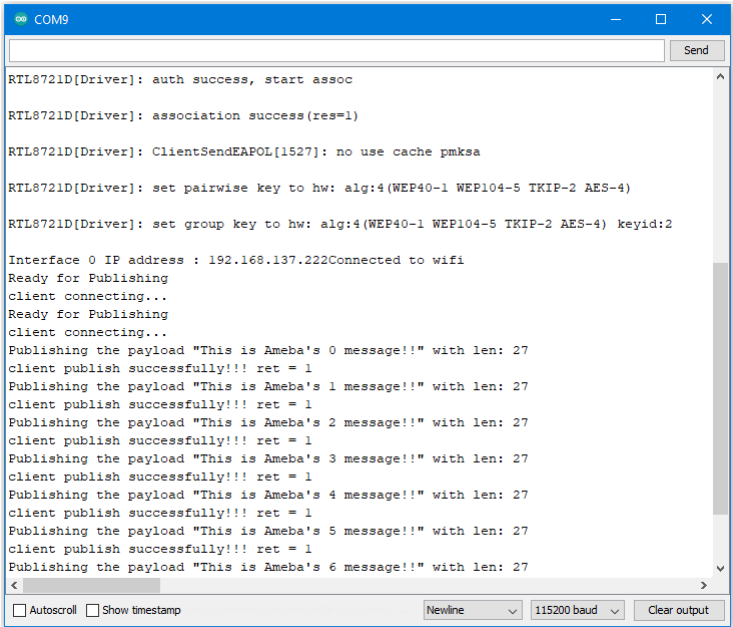 COM9
Send
RTL8721D[Driver]: auth success, start assoc
RTL8721D[Driver]: association success(res=1)
RTL8721D[Driver]: ClientSendEAPOL[1527]: no use cache pmksa
RTL8721D[Driver]: set pairwise key to hw: alg:4(WEP40-1 WEP104-5 TKIP-2 AES-4)
RTL8721D[Driver]: set group key to hw: alg:4(WEP40-1 WEP104-5 TKIP-2 AES-4) keyid:2
Interface 0 IP address : 192.168.137.222Connected to wifi
Ready for Publishing
client connecting...
Ready for Publishing
client connecting...
Publishing the payload "This is Ameba's 0 message!!" with len: 27
client publish successfully!!! ret = 1
Publishing the payload "This is Ameba's 1 message!!" with len: 27
client publish successfully!!! ret = 1
Publishing the payload "This is Ameba's 2 message!!" with len: 27
client publish successfully!!! ret = 1
Publishing the payload "This is Ameba's 3 message!!" with len: 27
client publish successfully!!! ret = 1
Publishing the payload "This is Ameba's 4 message!!" with len: 27
client publish successfully!!! ret = 1
Publishing the payload "This is Ameba's 5 message!!" with len: 27
client publish successfully!!! ret = 1
Publishing the payload "This is Ameba's 6 message!!" with len: 27
Autoscroll Show timestamp Newline 115200 baud Clear output